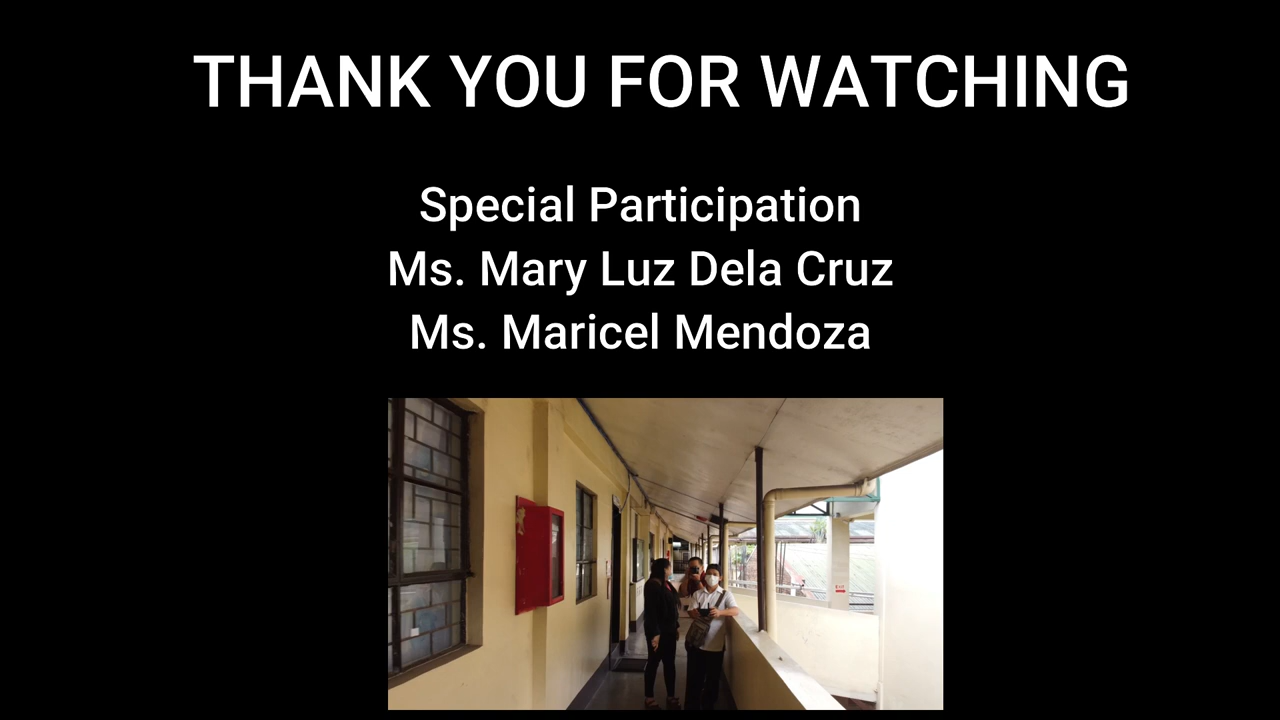 THANK YOU FOR WATCHING
Special Participation
Ms. Mary Luz Dela Cruz
Ms. Maricel Mendoza